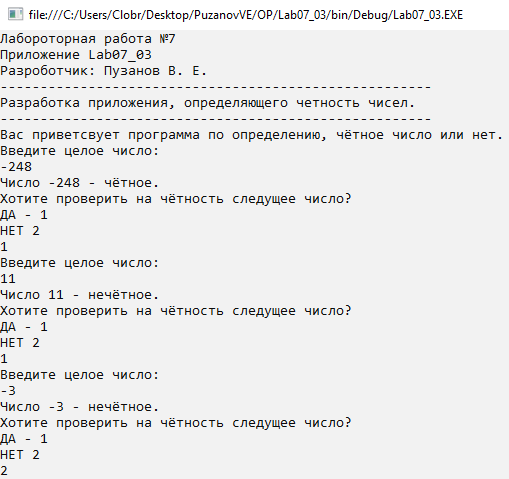 file:///C:/Users/Clobr/Desktop/PuzanovVE/OP/Lab07_03/bin/Debug/Lab07_03.EXE
Лабороторная работа №7
Приложение Lab07_03
Разроботчик: Пузанов В. Е.
------------------------------------------------------
Разработка приложения, определяющего четность чисел.
------------------------------------------------------
Вас приветсвует программа по определению, чётное число или нет.
Введите целое число:
-248
Число -248 - чётное.
Хотите проверить на чётность следущее число?
ДА - 1
НЕТ 2
1
Введите целое число:
11
Число 11 - нечётное.
Хотите проверить на чётность следущее число?
ДА - 1
НЕТ 2
1
Введите целое число:
-3
Число -3 - нечётное.
Хотите проверить на чётность следущее число?
ДА - 1
НЕТ 2
2